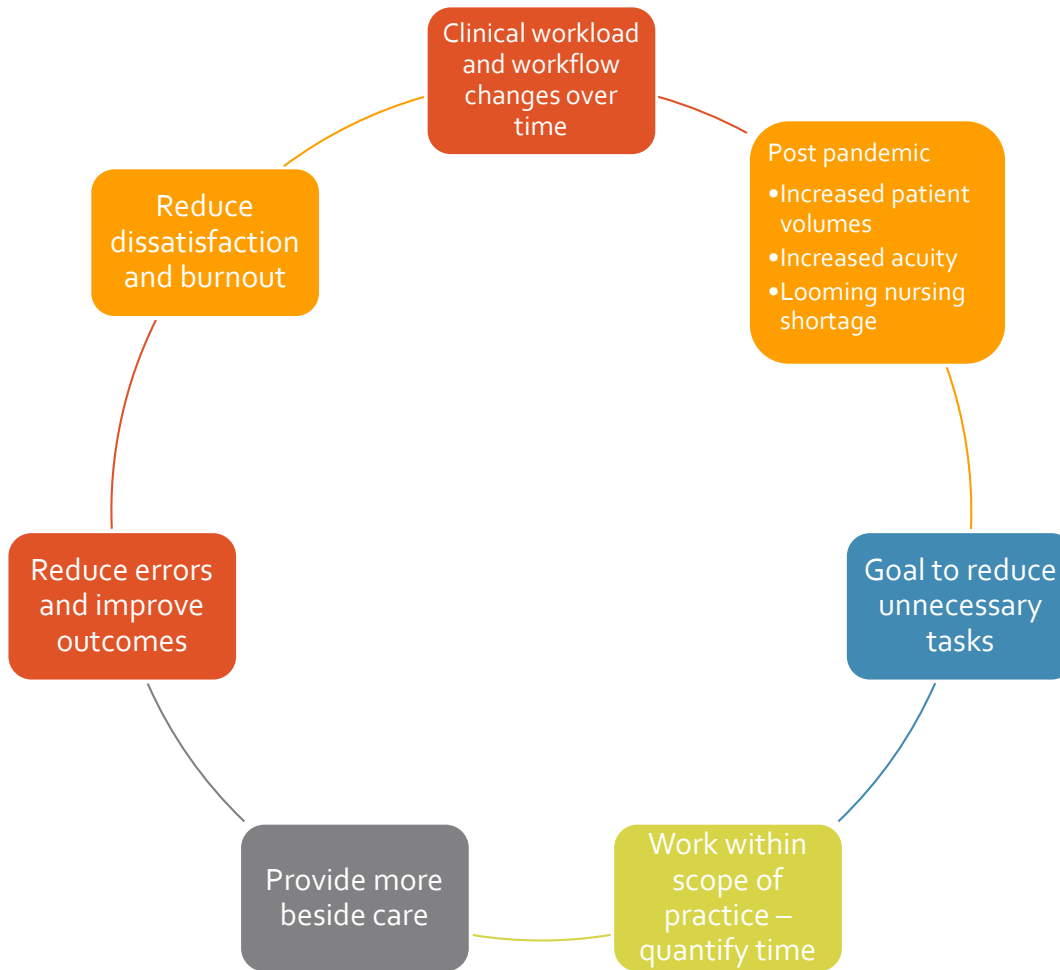 Clinical workload
and workflow
changes over
time
Post pandemic
•Increased patient
volumes
•Increased acuity
•Looming nursing
shortage
Goal to reduce
unnecessary
tasks
Work within
scope of
practice –
quantify time
Provide more
beside care
Reduce errors
and improve
outcomes
Reduce
dissatisfaction
and burnout